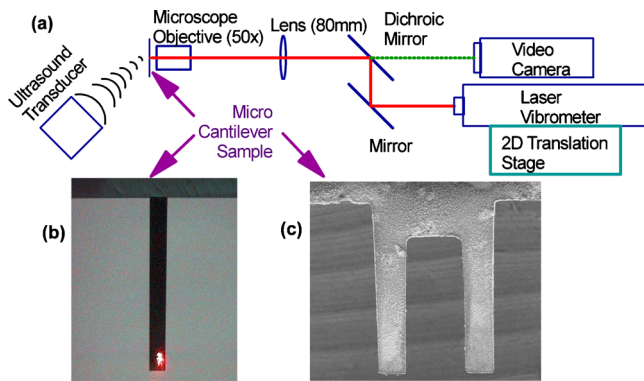 (a)
Microscope
Objective (50x)
Lens (80mm)
Dichroic
Mirror
Video
Camera
Ultrasound
Transducer
Laser
Vibrometer
Mirror
2D Translation
Stage
Micro
Cantilever
Sample
(b)
(c)